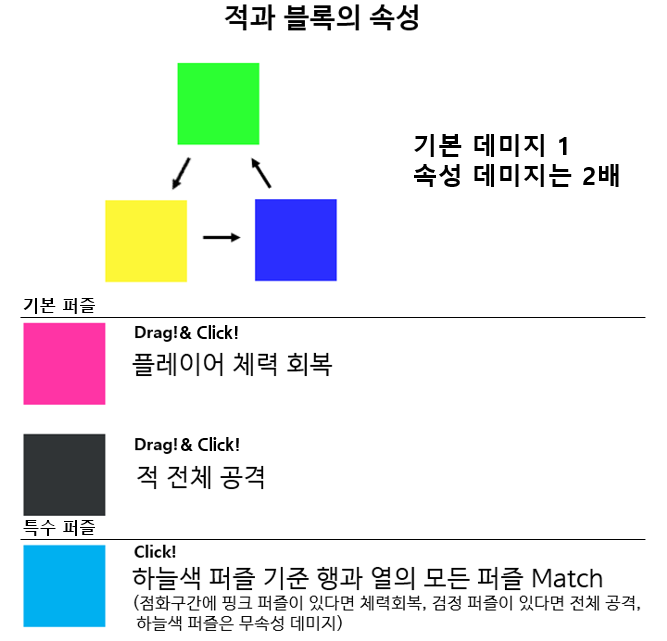 적과 블록의 속성
기본 데미지 1
속성 데미지는 2배
기본 퍼즐
Drag!& Click!
플레이어 체력 회복
Drag!& Click!
적 전체 공격
특수 퍼즐
Click!
하늘색 퍼즐 기준 행과 열의 모든 퍼즐 Match
(점화구간에 핑크 퍼즐이 있다면 체력회복, 검정 퍼즐이 있다면 전체 공격,
하늘색 퍼즐은 무속성 데미지)